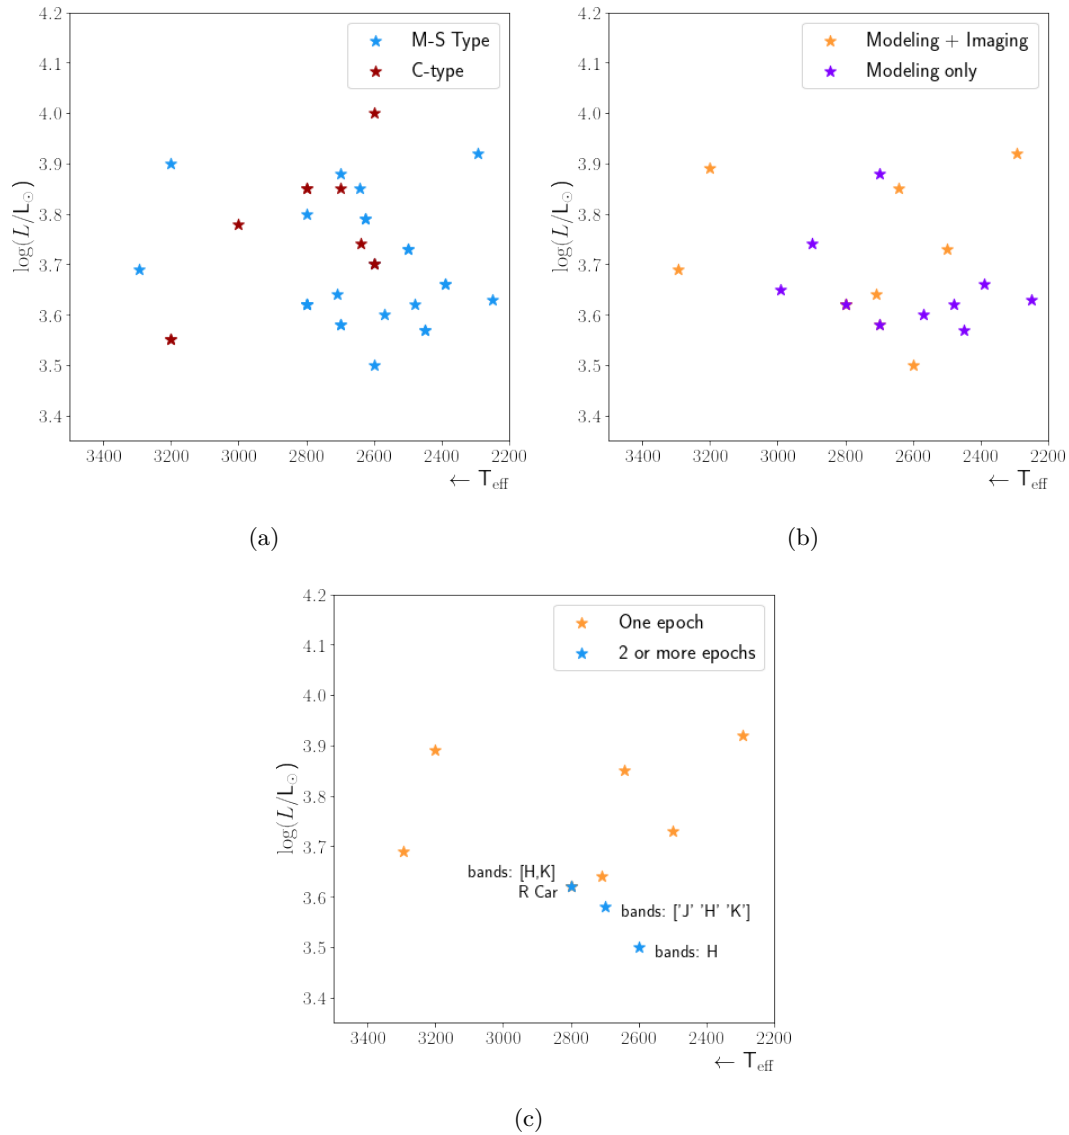 4.2
4.1
4.0
3.9
3.8
3.7
3.6
3.5
3.4
log(L/L⊙)
M-S Type
C-type
3400 3200 3000 2800 2600 2400 2200
← Teff
(a)
4.2
4.1
4.0
3.9
3.8
3.7
3.6
3.5
3.4
log(L/L⊙)
Modeling + Imaging
Modeling only
3400 3200 3000 2800 2600 2400 2200
← Teff
(b)
4.2
4.1
4.0
3.9
3.8
3.7
3.6
3.5
3.4
log(L/L⊙)
One epoch
2 or more epochs
bands: [H,K]
R Car
bands: ['J' 'H' 'K']
bands: H
3400 3200 3000 2800 2600 2400 2200
← Teff
(c)